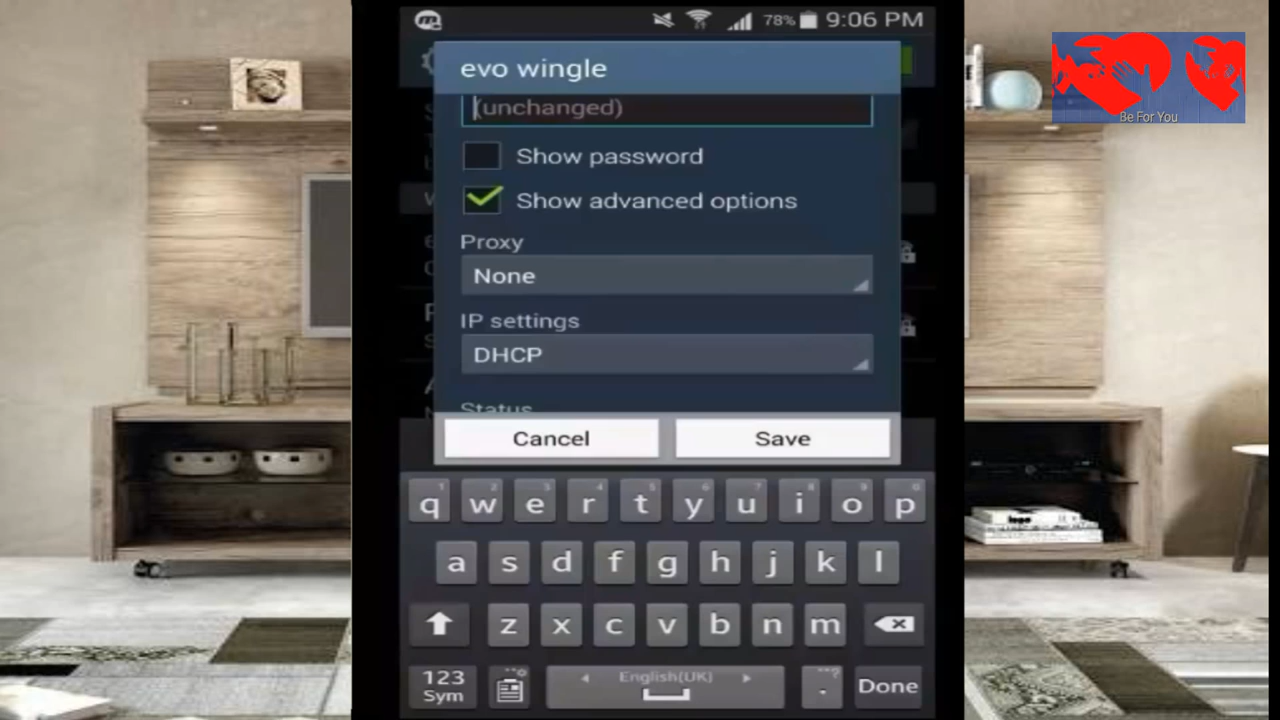 78% 9:06 PM
Be For You
evo wingle
(unchanged)
Show password
Show advanced options
Proxy
None
IP settings
DHCP
Status
Cancel Save
q w e r t y u i o p
a s d f g h j k l
z x c v b n m
123
Sym
English(UK)
. Done